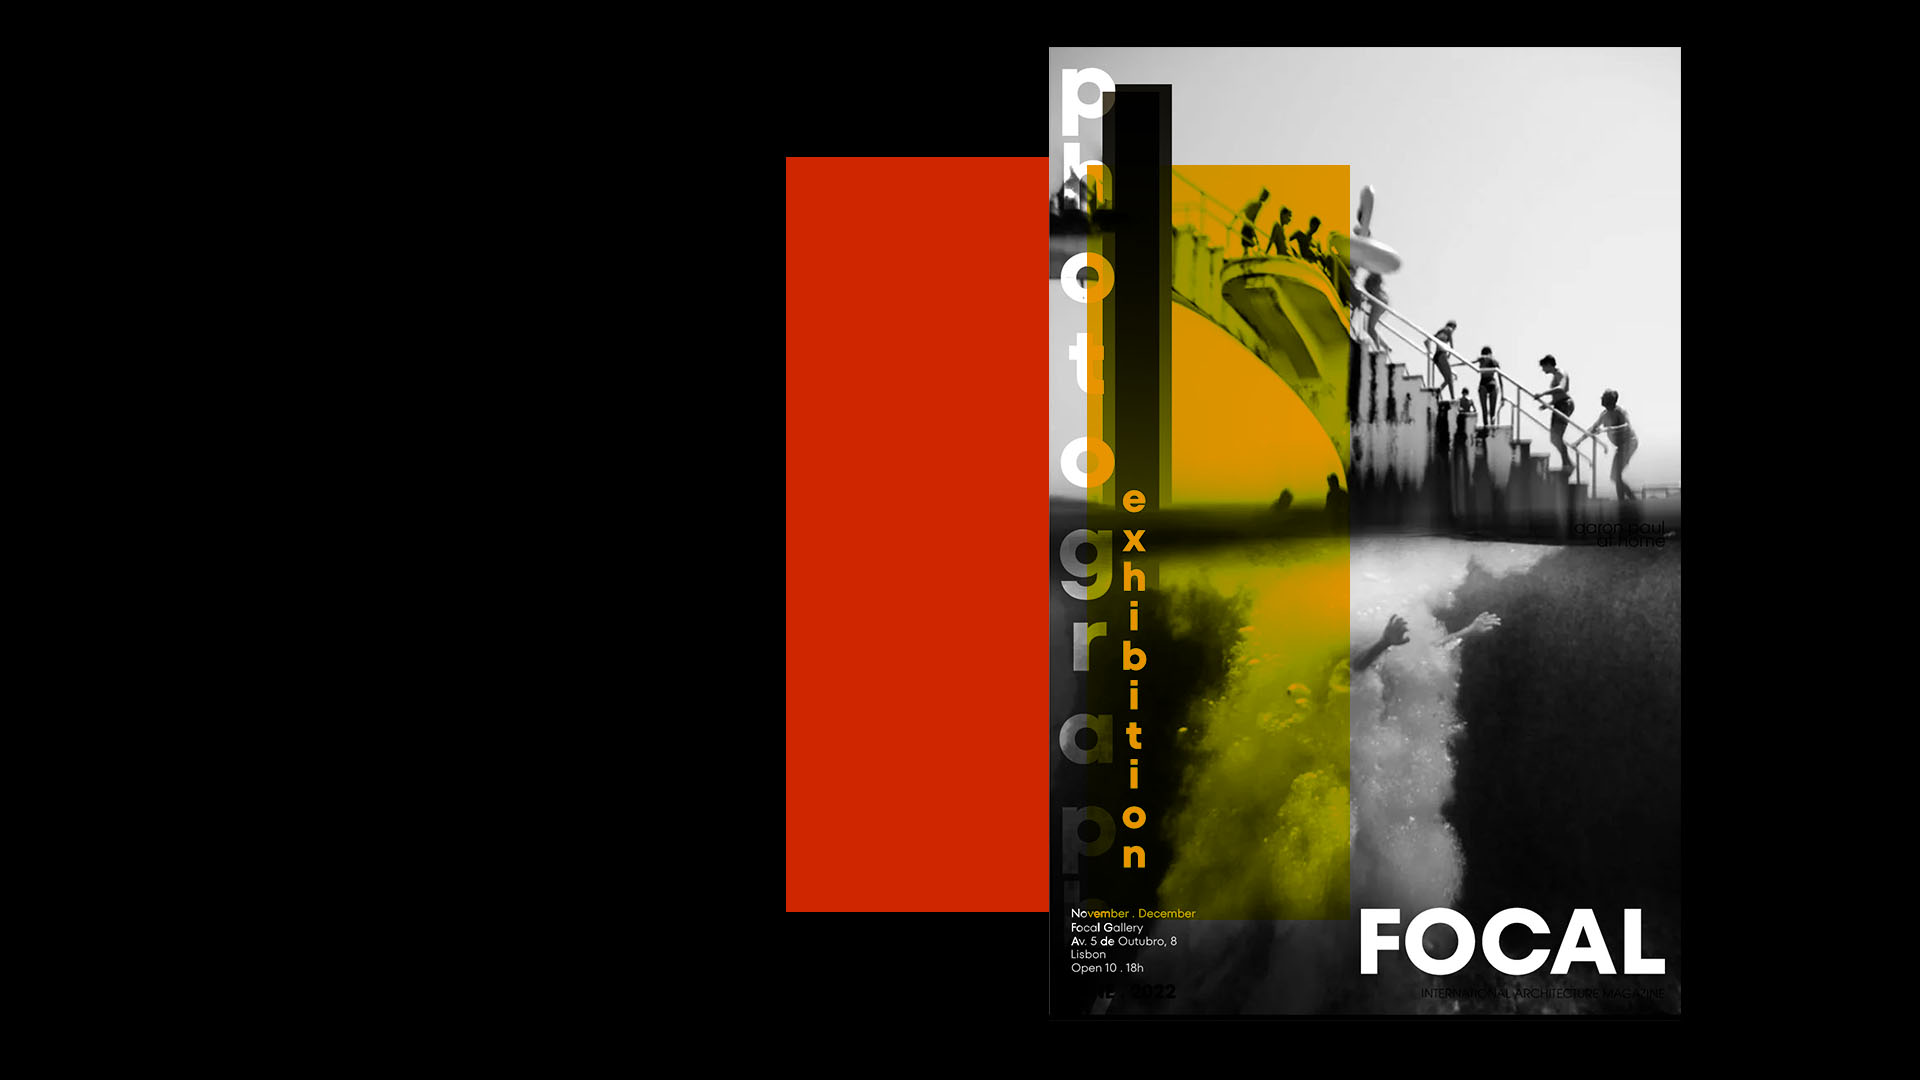 photograph
exhibition
aaron paul
at home
November . December
Focal Gallery
Av. 5 de Outubro, 8
Lisbon
Open 10 . 18h
2022
FOCAL
INTERNATIONAL ARCHITECTURE MAGAZINE